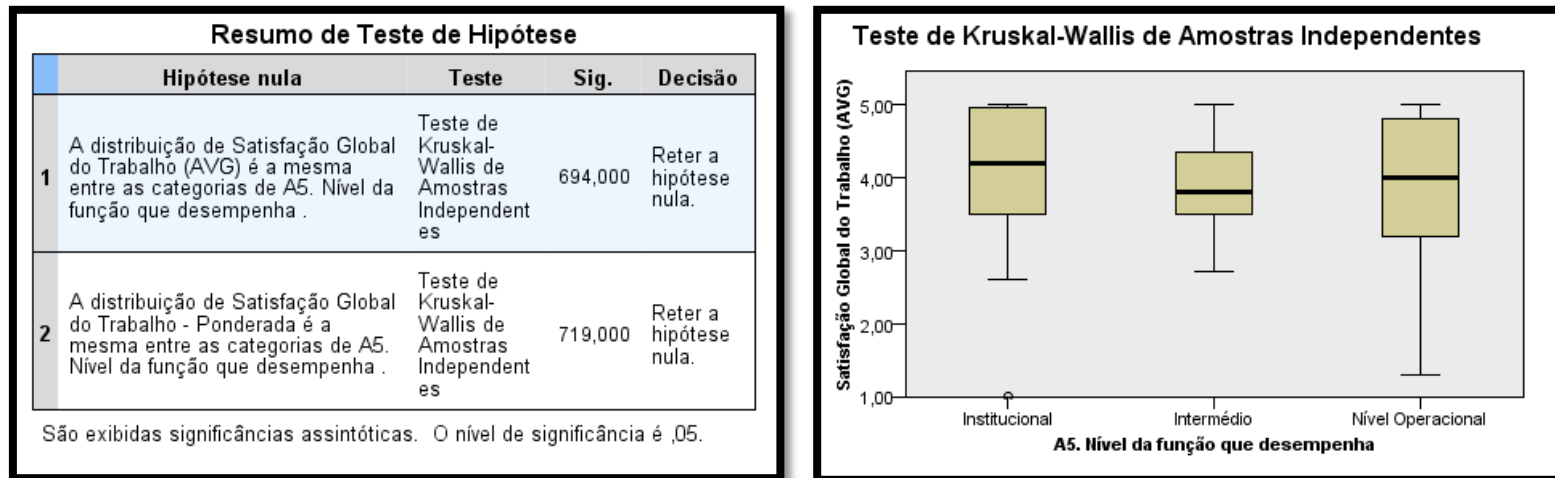 Resumo de Teste de Hipótese
Hipótese nula Teste Sig. Decisão
1
A distribuição de Satisfação Global
do Trabalho (AVG) é a mesma
entre as categorias de A5. Nível da
função que desempenha .
Teste de
Kruskal-
Wallis de
Amostras
Independent
es
694,000
Reter a
hipótese
nula.
2
A distribuição de Satisfação Global
do Trabalho - Ponderada é a
mesma entre as categorias de A5.
Nível da função que desempenha .
Teste de
Kruskal-
Wallis de
Amostras
Independent
es
719,000
Reter a
hipótese
nula.
São exibidas significâncias assintóticas. O nível de significância é ,05.
Teste de Kruskal-Wallis de Amostras Independentes
Satisfação Global do Trabalho (AVG)
5,00
4,00
3,00
2,00
1,00
Institucional Intermédio Nível Operacional
A5. Nível da função que desempenha